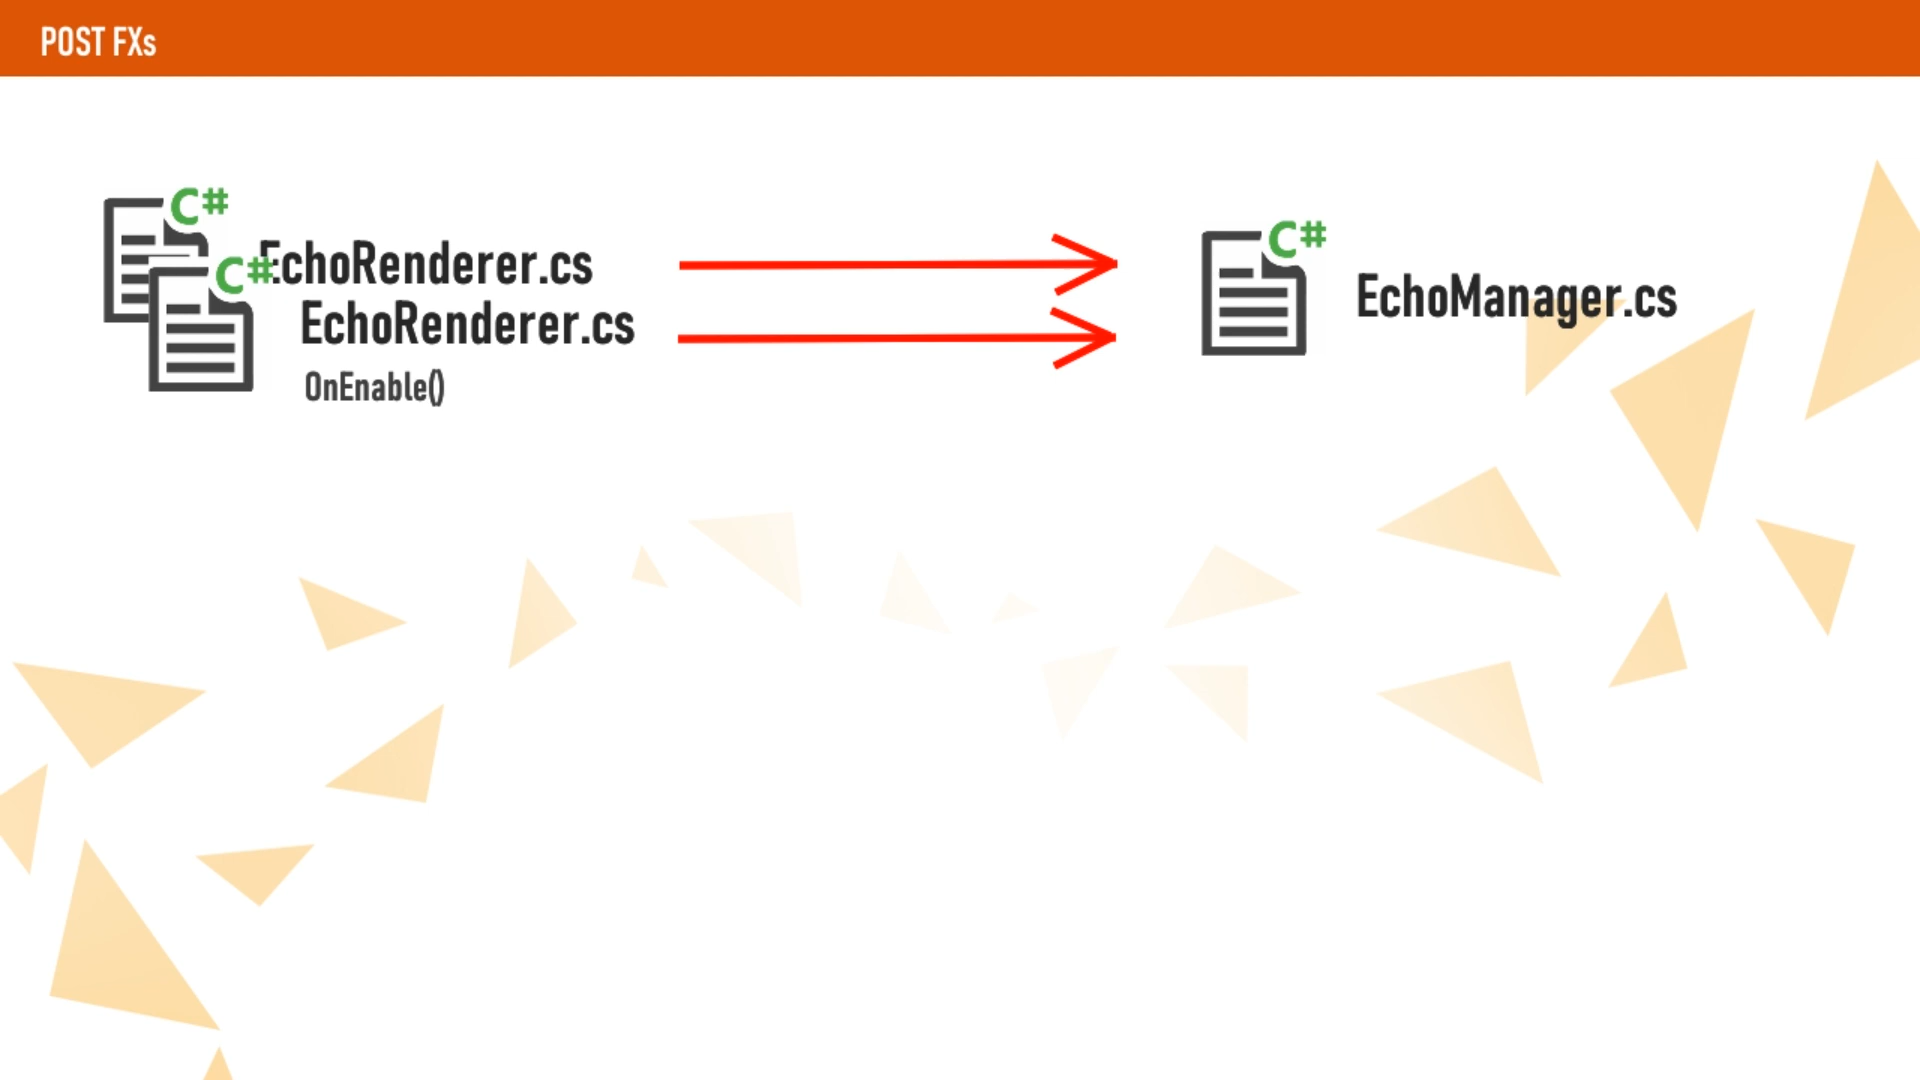 POST FXs
C#
EchoRenderer.cs
C#
EchoRenderer.cs
OnEnable()
C#
EchoManager.cs